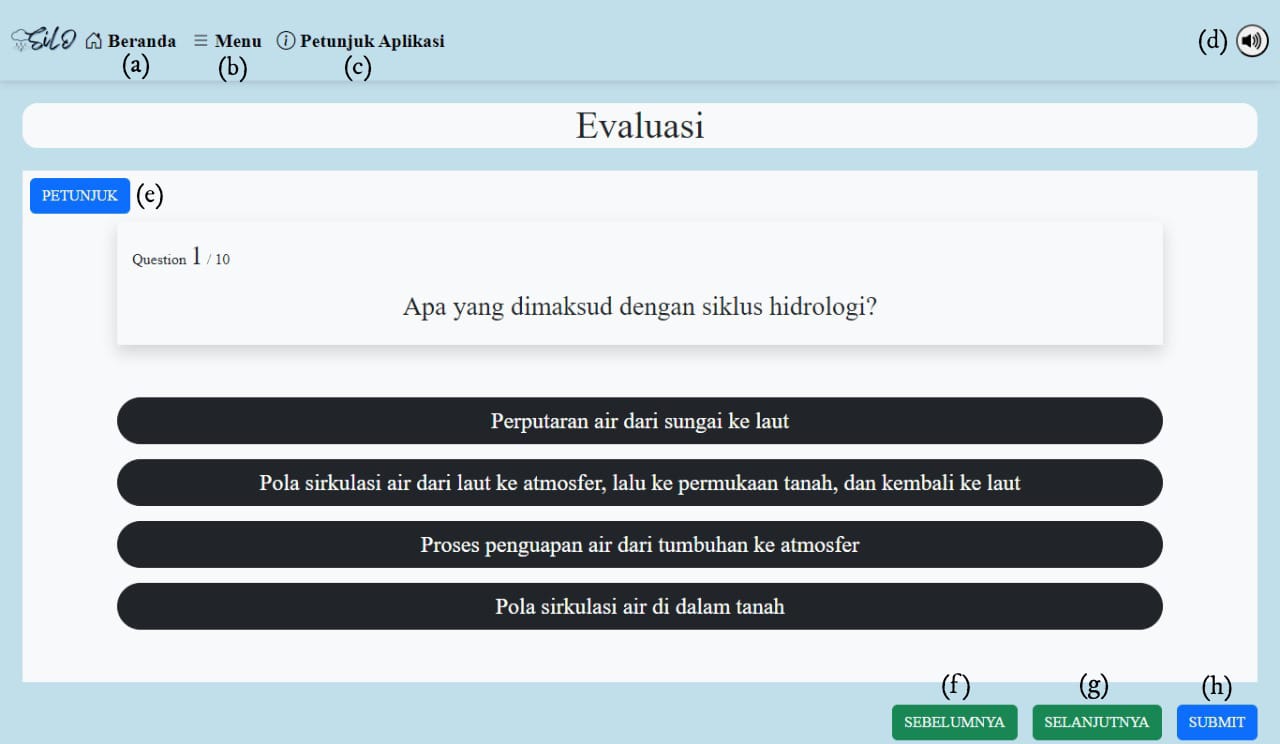 SiLO Beranda Menu Petunjuk Aplikasi (d)
(a) (b) (c)
Evaluasi
PETUNJUK (e)
Question 1 / 10
Apa yang dimaksud dengan siklus hidrologi?
Perputaran air dari sungai ke laut
Pola sirkulasi air dari laut ke atmosfer, lalu ke permukaan tanah, dan kembali ke laut
Proses penguapan air dari tumbuhan ke atmosfer
Pola sirkulasi air di dalam tanah
(f) (g) (h)
SEBELUMNYA SELANJUTNYA SUBMIT